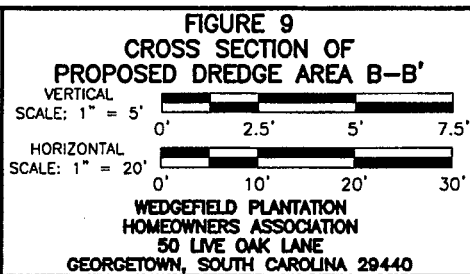 FIGURE 9
CROSS SECTION OF
PROPOSED DREDGE AREA B-B'
VERTICAL
SCALE: 1" = 5'
0' 2.5' 5' 7.5'
HORIZONTAL
SCALE: 1" = 20'
0' 10' 20' 30'
WEDGEFIELD PLANTATION
HOMEOWNERS ASSOCIATION
50 LIVE OAK LANE
GEORGETOWN, SOUTH CAROLINA 29440